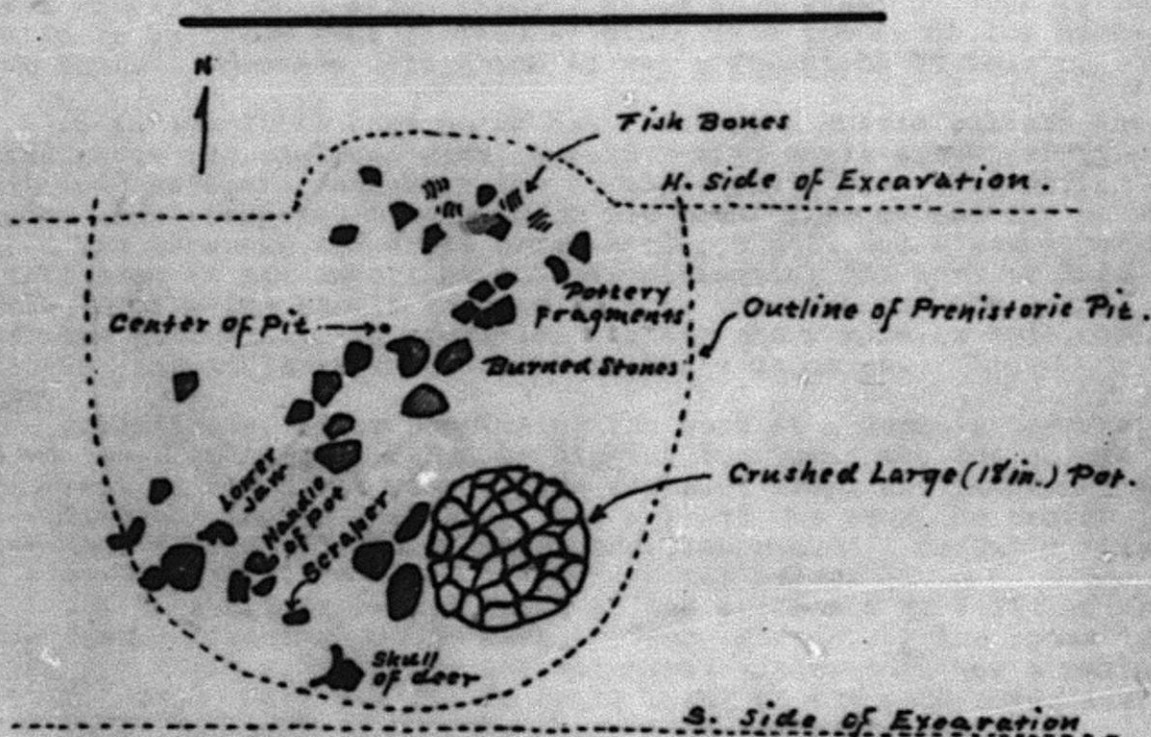 N
Fish Bones
N. Side of Excavation.
Pottery
Fragments
Outline of Prehistoric Pit.
Center of Pit
Burned Stones
Lower
Jaw
Handle
of Pot
Scraper
Crushed Large (18in.) Pot.
Skull
of deer
S. Side of Excavation